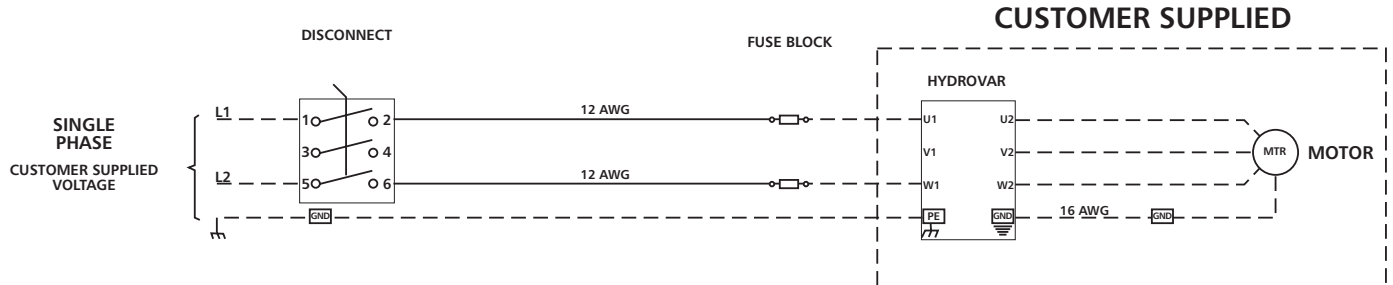 CUSTOMER SUPPLIED
DISCONNECT
FUSE BLOCK
HYDROVAR
SINGLE
PHASE
CUSTOMER SUPPLIED
VOLTAGE
L1
1
2
12 AWG
U1
U2
3
4
V1
V2
MTR
MOTOR
L2
5
6
12 AWG
W1
W2
GND
PE
GND
16 AWG
GND